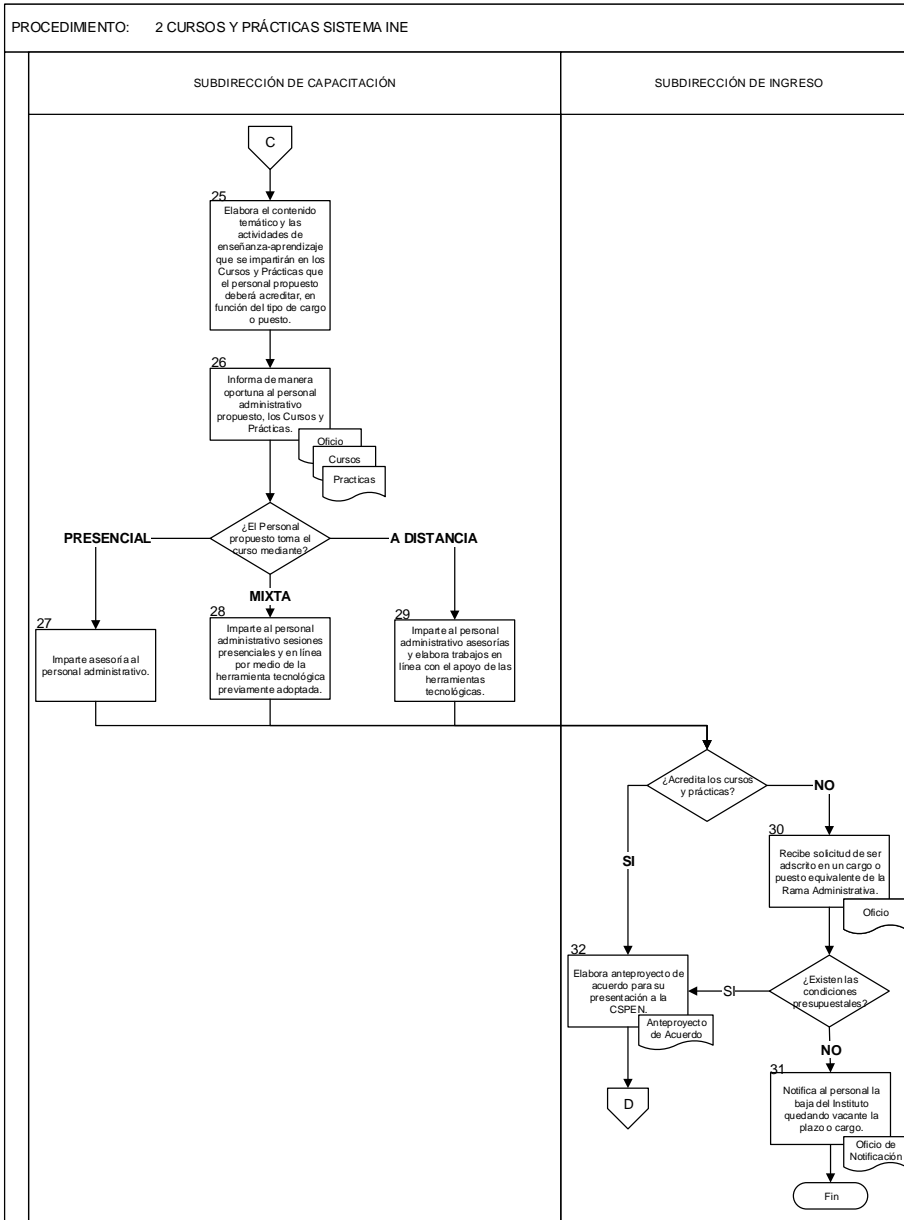 PROCEDIMIENTO: 2 CURSOS Y PRÁCTICAS SISTEMA INE
SUBDIRECCIÓN DE CAPACITACIÓN
SUBDIRECCIÓN DE INGRESO
C
25
Elabora el contenido
temático y las
actividades de
enseñanza-aprendizaje
que se impartirán en los
Cursos y Prácticas que
el personal propuesto
deberá acreditar, en
función del tipo de cargo
o puesto.
26
Informa de manera
oportuna al personal
administrativo
propuesto, los Cursos y
Prácticas.
Oficio
Cursos
Practicas
¿El Personal
propuesto toma el
curso mediante?
PRESENCIAL
A DISTANCIA
MIXTA
27
Imparte asesoría al
personal administrativo.
28
Imparte al personal
administrativo sesiones
presenciales y en línea
por medio de la
herramienta tecnológica
previamente adoptada.
29
Imparte al personal
administrativo asesorías
y elabora trabajos en
línea con el apoyo de las
herramientas
tecnológicas.
¿Acredita los cursos
y prácticas?
NO
SI
30
Recibe solicitud de ser
adscrito en un cargo o
puesto equivalente de la
Rama Administrativa.
Oficio
32
Elabora anteproyecto de
acuerdo para su
presentación a la
CSPEN.
Anteproyecto
de Acuerdo
SI
¿Existen las
condiciones
presupuestales?
NO
D
31
Notifica al personal la
baja del Instituto
quedando vacante la
plazo o cargo.
Oficio de
Notificación
Fin